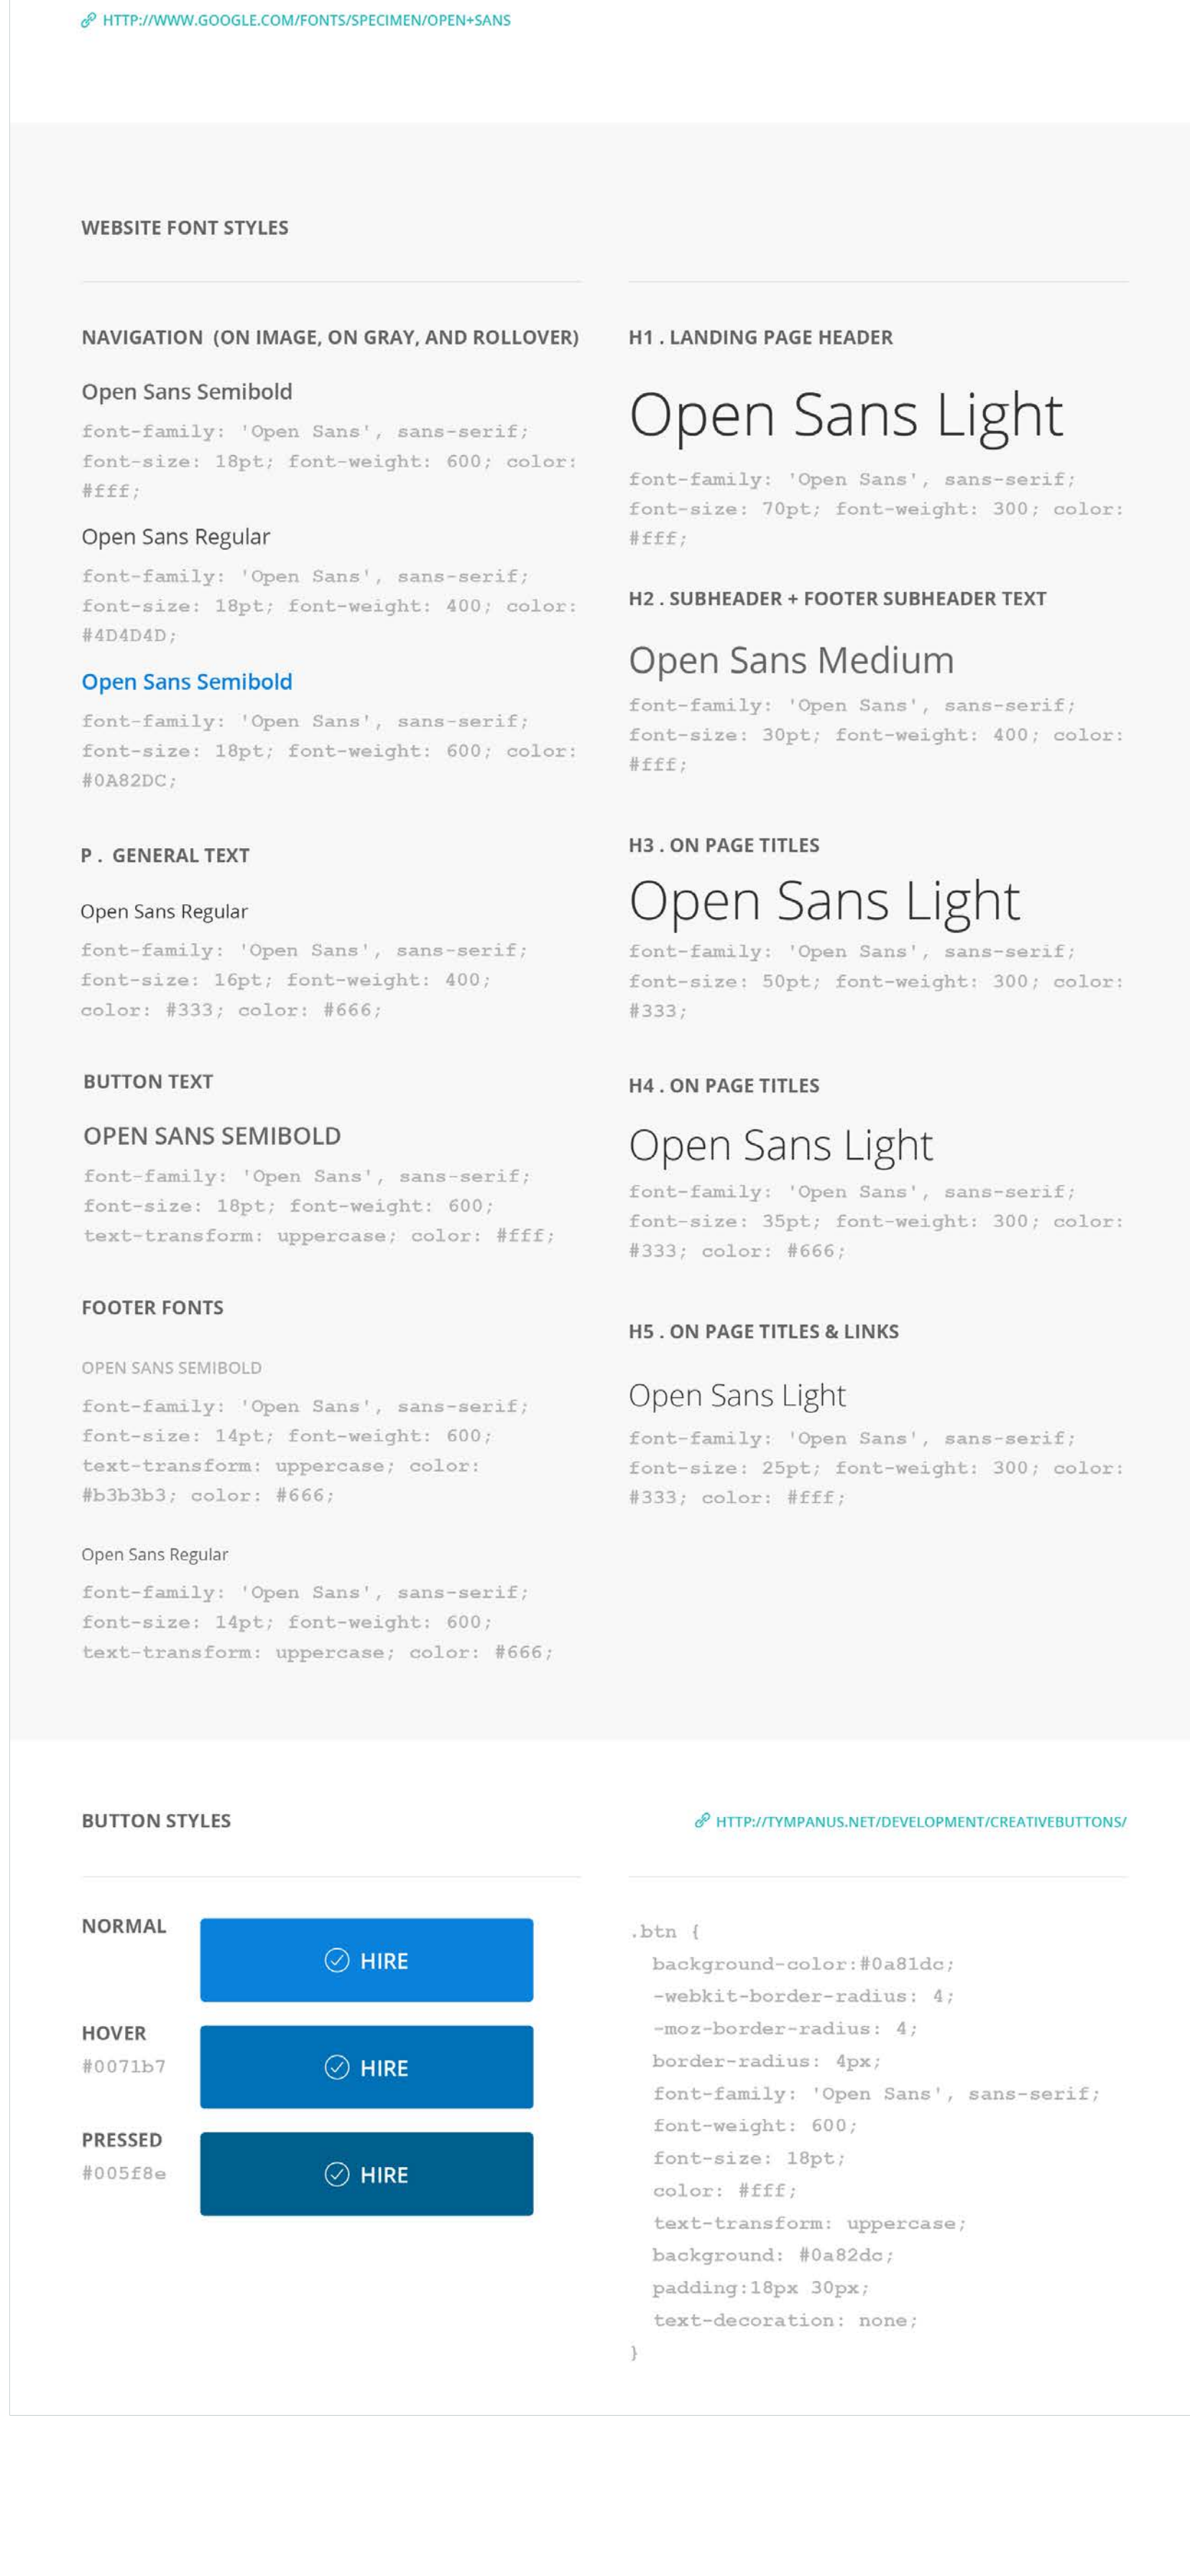 HTTP://WWW.GOOGLE.COM/FONTS/SPECIMEN/OPEN+SANS
WEBSITE FONT STYLES
NAVIGATION (ON IMAGE, ON GRAY, AND ROLLOVER)
Open Sans Semibold
font-family: 'Open Sans', sans-serif;
font-size: 18pt; font-weight: 600; color:
#fff;
Open Sans Regular
font-family: 'Open Sans', sans-serif;
font-size: 18pt; font-weight: 400; color:
#4D4D4D;
Open Sans Semibold
font-family: 'Open Sans', sans-serif;
font-size: 18pt; font-weight: 600; color:
#0A82DC;
P . GENERAL TEXT
Open Sans Regular
font-family: 'Open Sans', sans-serif;
font-size: 16pt; font-weight: 400;
color: #333; color: #666;
BUTTON TEXT
OPEN SANS SEMIBOLD
font-family: 'Open Sans', sans-serif;
font-size: 18pt; font-weight: 600;
text-transform: uppercase; color: #fff;
FOOTER FONTS
OPEN SANS SEMIBOLD
font-family: 'Open Sans', sans-serif;
font-size: 14pt; font-weight: 600;
text-transform: uppercase; color:
#b3b3b3; color: #666;
Open Sans Regular
font-family: 'Open Sans', sans-serif;
font-size: 14pt; font-weight: 600;
text-transform: uppercase; color: #666;
H1 . LANDING PAGE HEADER
Open Sans Light
font-family: 'Open Sans', sans-serif;
font-size: 70pt; font-weight: 300; color:
#fff;
H2 . SUBHEADER + FOOTER SUBHEADER TEXT
Open Sans Medium
font-family: 'Open Sans', sans-serif;
font-size: 30pt; font-weight: 400; color:
#fff;
H3 . ON PAGE TITLES
Open Sans Light
font-family: 'Open Sans', sans-serif;
font-size: 50pt; font-weight: 300; color:
#333;
H4 . ON PAGE TITLES
Open Sans Light
font-family: 'Open Sans', sans-serif;
font-size: 35pt; font-weight: 300; color:
#333; color: #666;
H5 . ON PAGE TITLES & LINKS
Open Sans Light
font-family: 'Open Sans', sans-serif;
font-size: 25pt; font-weight: 300; color:
#333; color: #fff;
BUTTON STYLES
HTTP://TYMPANUS.NET/DEVELOPMENT/CREATIVEBUTTONS/
NORMAL
HIRE
HOVER
#0071b7
HIRE
PRESSED
#005f8e
HIRE
.btn {
background-color:#0a81dc;
-webkit-border-radius: 4;
-moz-border-radius: 4;
border-radius: 4px;
font-family: 'Open Sans', sans-serif;
font-weight: 600;
font-size: 18pt;
color: #fff;
text-transform: uppercase;
background: #0a82dc;
padding:18px 30px;
text-decoration: none;
}